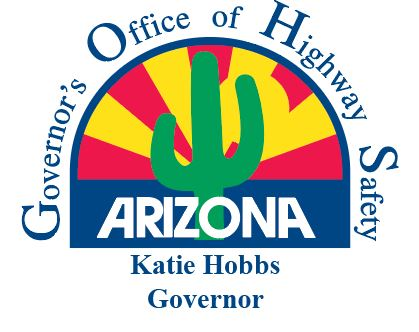 Governor's Office of Highway Safety
ARIZONA
Katie Hobbs
Governor